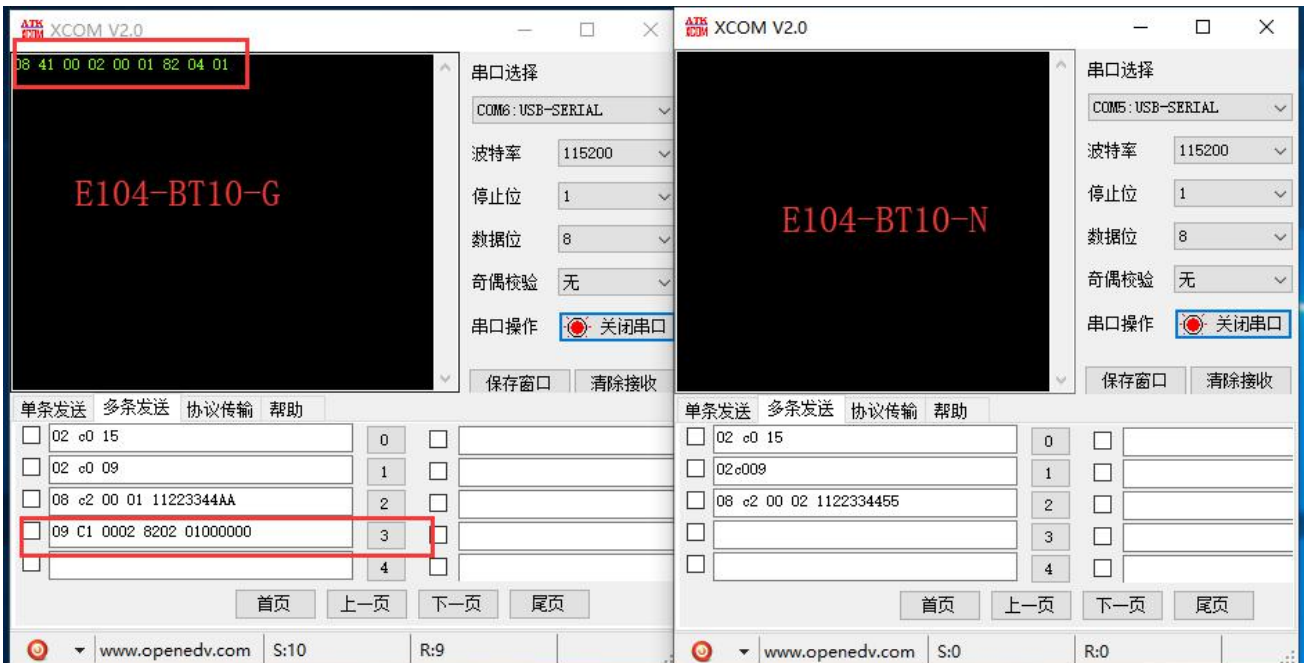 ATK XCOM XCOM V2.0
08 41 00 02 00 01 82 04 01
E104-BT10-G
串口选择
COM6:USB-SERIAL
波特率 115200
停止位 1
数据位 8
奇偶校验 无
串口操作 关闭串口
保存窗口 清除接收
单条发送 多条发送 协议传输 帮助
02 c0 15 0
02 c0 09 1
08 c2 00 01 11223344AA 2
09 C1 0002 8202 01000000 3
4
首页 上一页 下一页 尾页
www.openedv.com S:10 R:9
ATK XCOM XCOM V2.0
E104-BT10-N
串口选择
COM5:USB-SERIAL
波特率 115200
停止位 1
数据位 8
奇偶校验 无
串口操作 关闭串口
保存窗口 清除接收
单条发送 多条发送 协议传输 帮助
02 c0 15 0
02c009 1
08 c2 00 02 1122334455 2
3
4
首页 上一页 下一页 尾页
www.openedv.com S:0 R:0